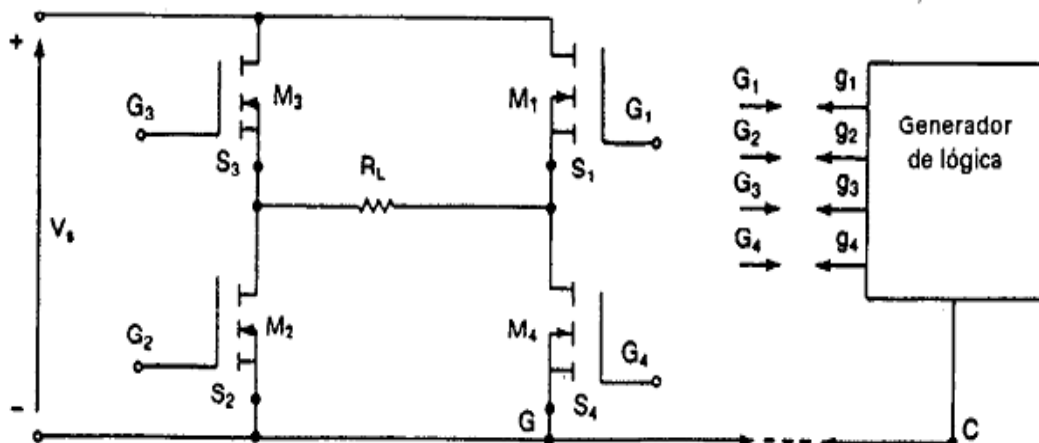 +
G₃
M₃
S₃
M₁
G₁
S₁
R_L
Vₛ
G₂
M₂
S₂
M₄
G₄
S₄
G
-
G₁ g₁
G₂ g₂
G₃ g₃
G₄ g₄
Generador
de lógica
C